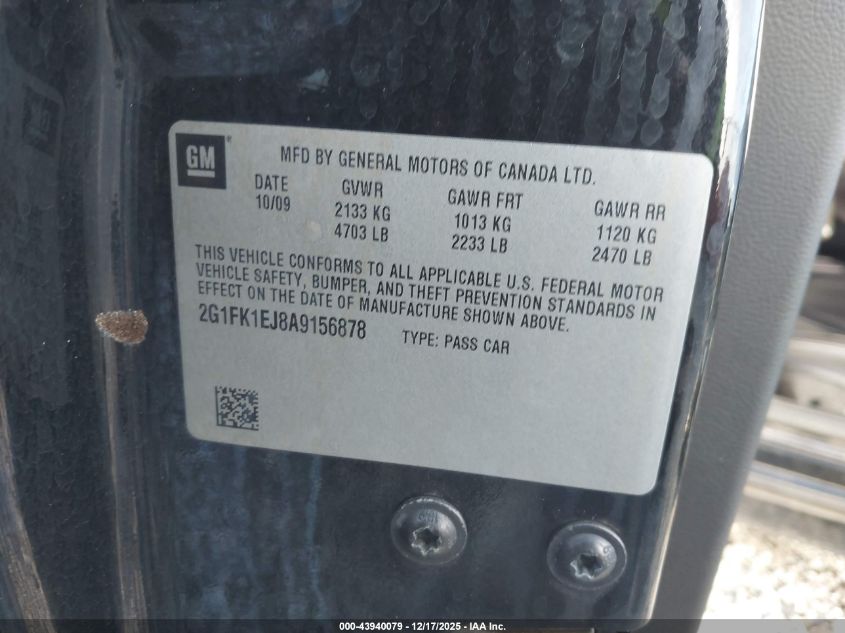 GM®
MFD BY GENERAL MOTORS OF CANADA LTD.
DATE GVWR GAWR FRT GAWR RR
10/09 2133 KG 1013 KG 1120 KG
4703 LB 2233 LB 2470 LB
THIS VEHICLE CONFORMS TO ALL APPLICABLE U.S. FEDERAL MOTOR
VEHICLE SAFETY, BUMPER, AND THEFT PREVENTION STANDARDS IN
EFFECT ON THE DATE OF MANUFACTURE SHOWN ABOVE.
2G1FK1EJ8A9156878 TYPE: PASS CAR
000-43940079 - 12/17/2025 - IAA Inc.